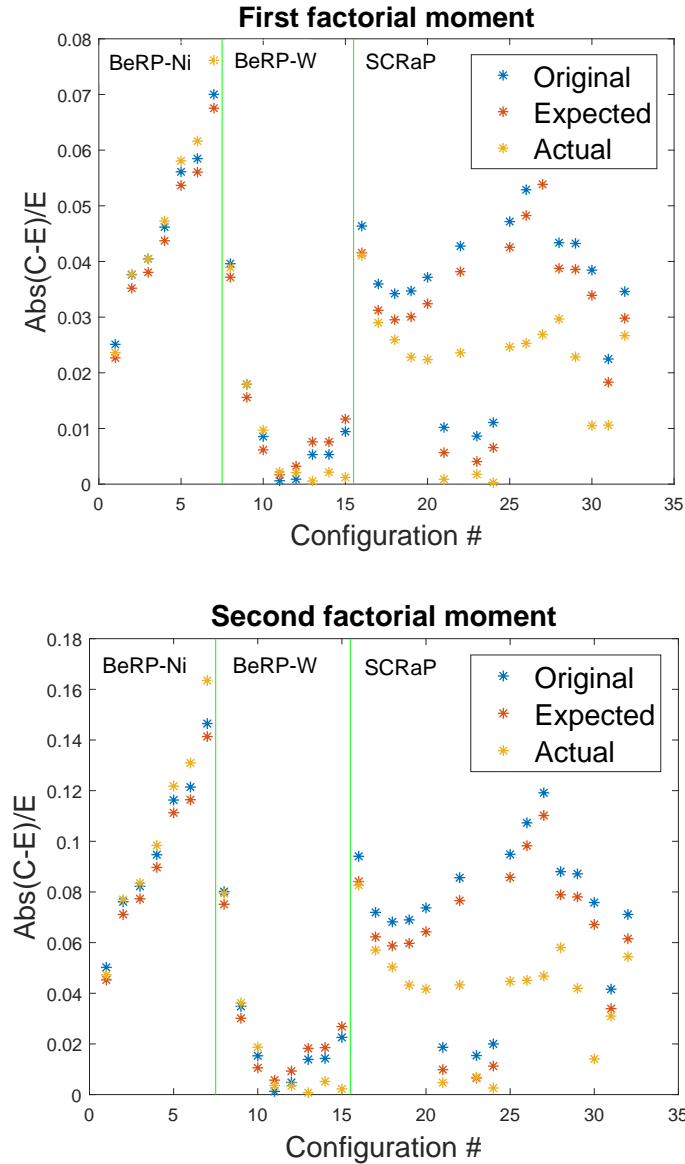 First factorial moment
0.08
0.07
0.06
0.05
0.04
0.03
0.02
0.01
0
Abs(C-E)/E
BeRP-Ni
BeRP-W
SCRaP
Original
Expected
Actual
0 5 10 15 20 25 30 35
Configuration #
Second factorial moment
0.18
0.16
0.14
0.12
0.1
0.08
0.06
0.04
0.02
0
Abs(C-E)/E
BeRP-Ni
BeRP-W
SCRaP
Original
Expected
Actual
0 5 10 15 20 25 30 35
Configuration #